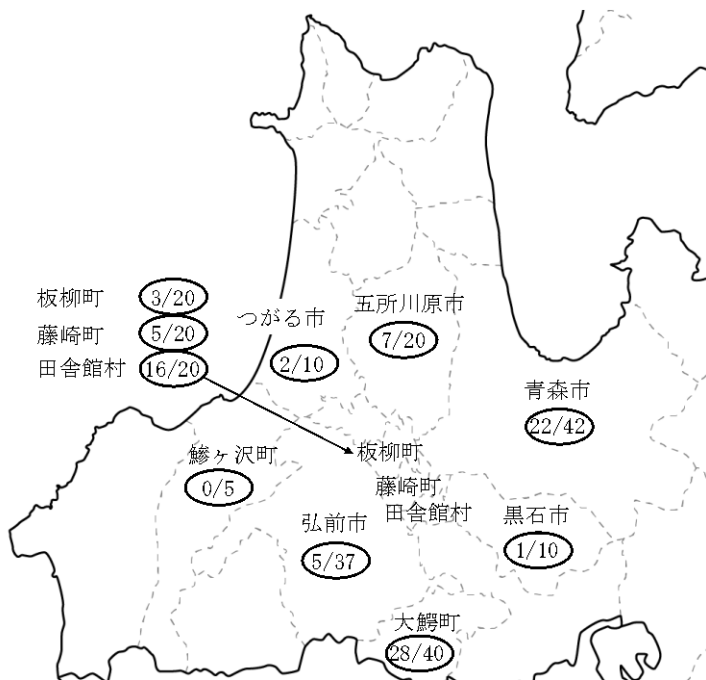 板柳町 3/20
藤崎町 5/20
田舎館村 16/20
つがる市
2/10
五所川原市
7/20
青森市
22/42
鰺ヶ沢町
0/5
板柳町
藤崎町
田舎館村
弘前市
5/37
黒石市
1/10
大鰐町
28/40